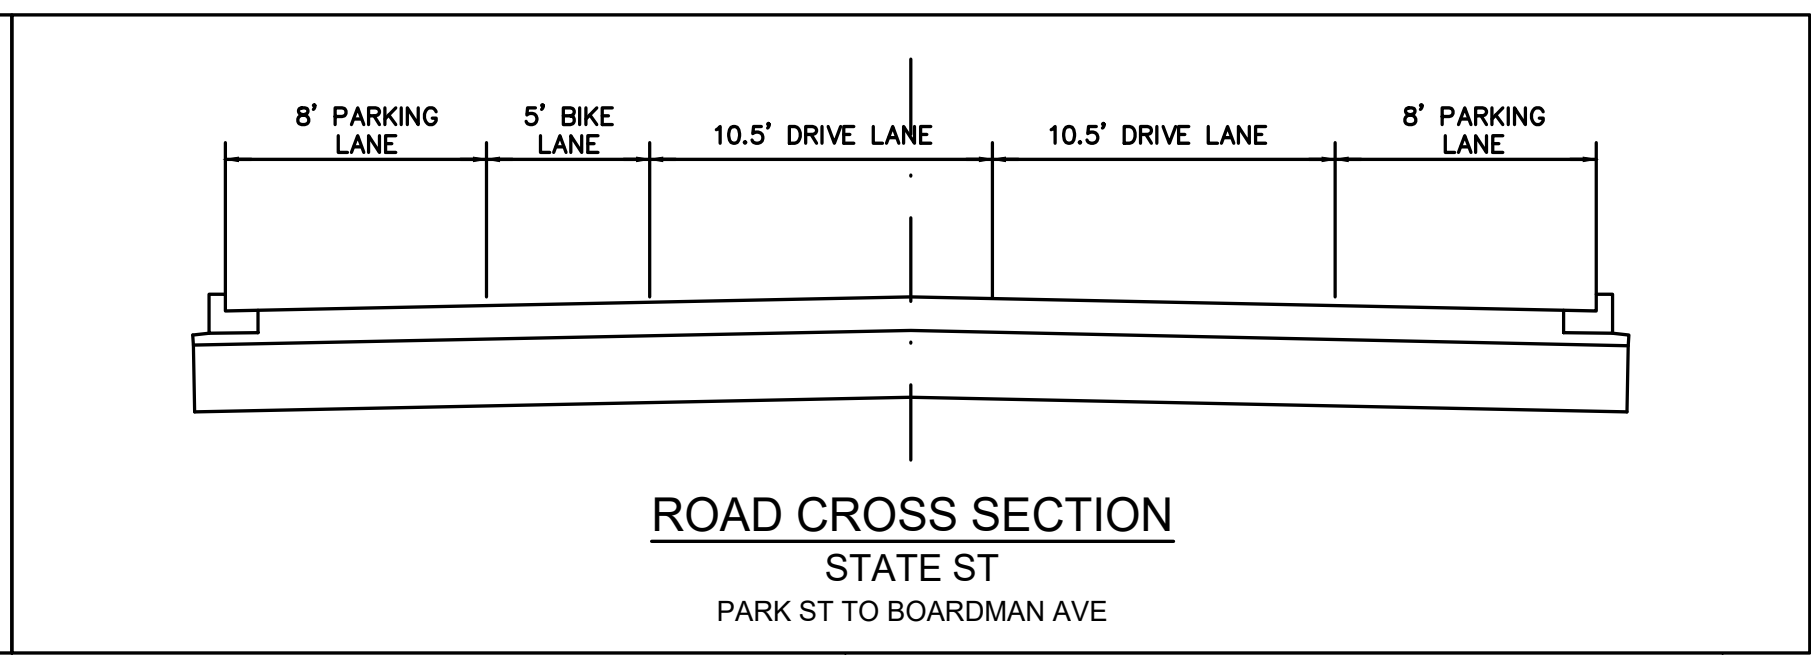 8' PARKING
LANE
5' BIKE
LANE
10.5' DRIVE LANE
10.5' DRIVE LANE
8' PARKING
LANE
ROAD CROSS SECTION
STATE ST
PARK ST TO BOARDMAN AVE